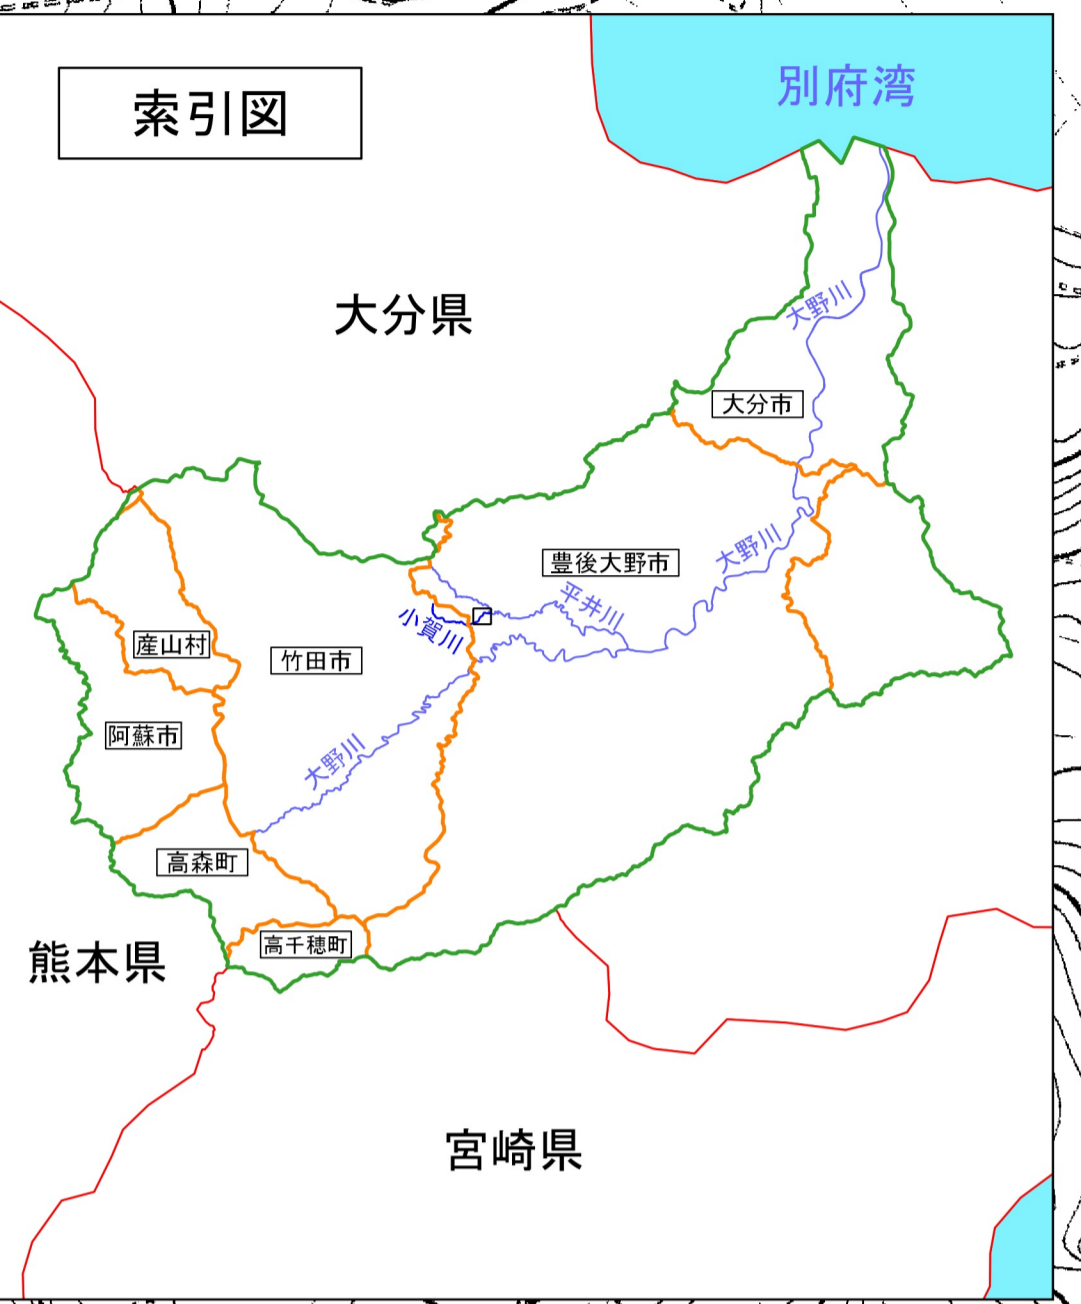 別府湾
索引図
大分県
大野川
大分市
豊後大野市
大野川
平井川
小賀川
産山村
竹田市
阿蘇市
大野川
高森町
高千穂町
熊本県
宮崎県